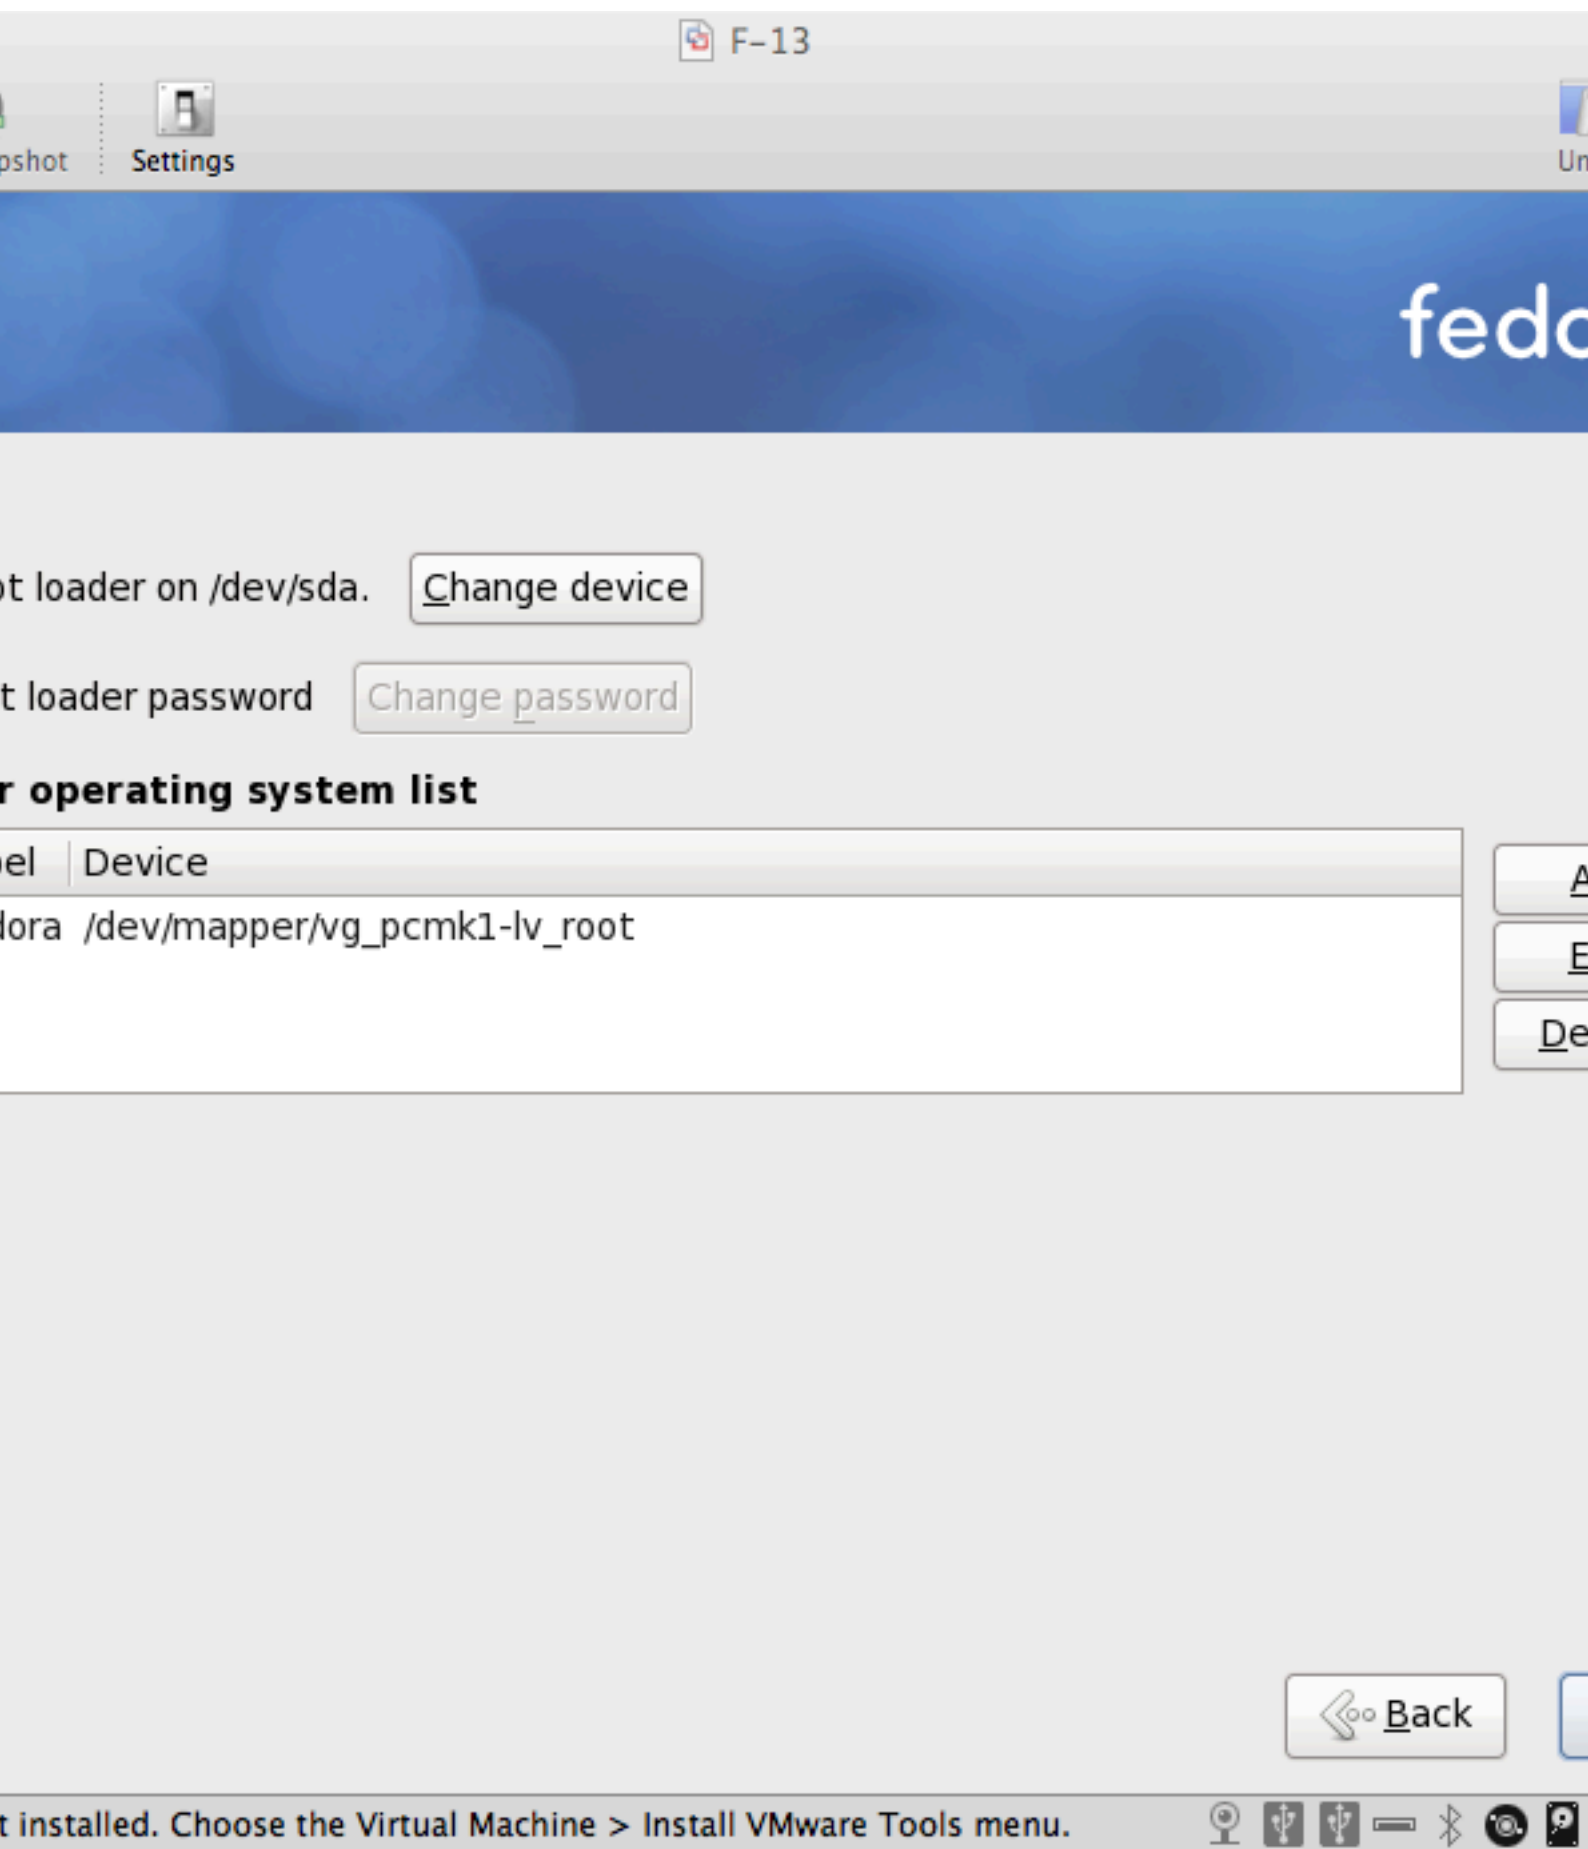 F-13
pshot
Settings
Un
fedo
ot loader on /dev/sda.
Change device
t loader password
Change password
r operating system list
el
Device
dora /dev/mapper/vg_pcmk1-lv_root
A
E
De
Back
t installed. Choose the Virtual Machine > Install VMware Tools menu.